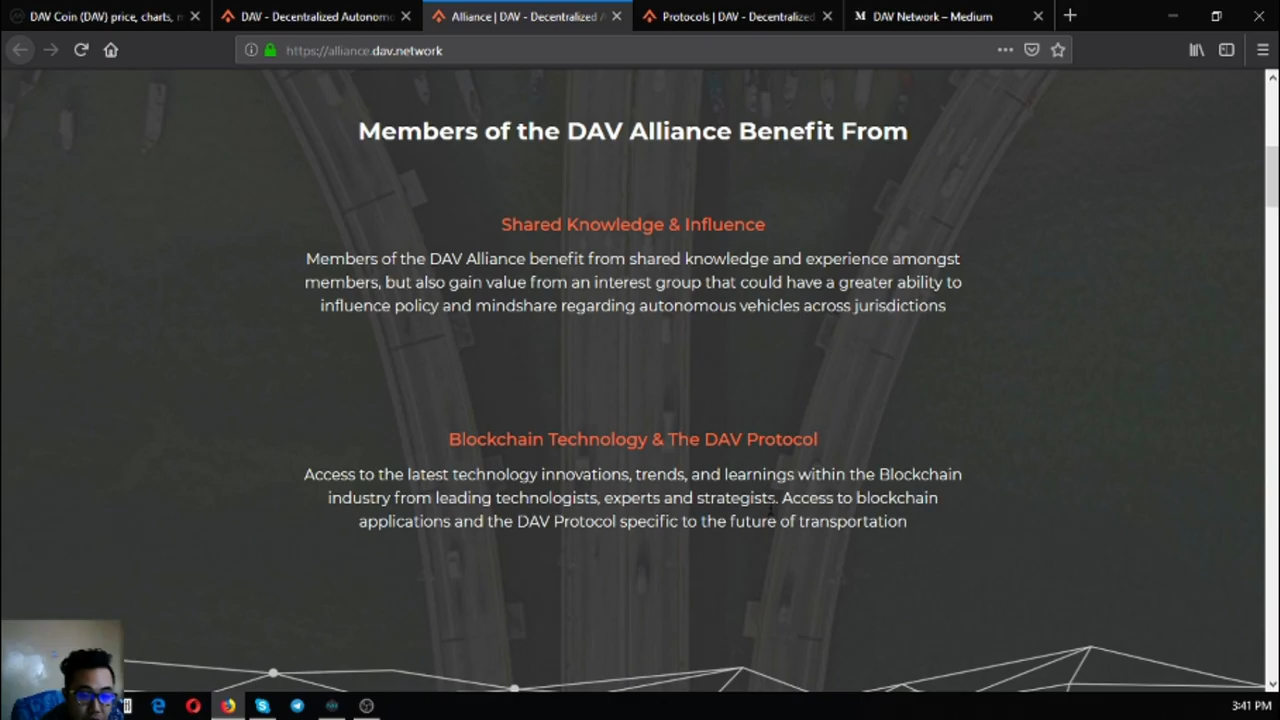 DAV Coin (DAV) price, charts,
DAV - Decentralized Autonomo
Alliance | DAV - Decentralized A
Protocols | DAV - Decentralized
M DAV Network – Medium
https://alliance.dav.network
Members of the DAV Alliance Benefit From
Shared Knowledge & Influence
Members of the DAV Alliance benefit from shared knowledge and experience amongst
members, but also gain value from an interest group that could have a greater ability to
influence policy and mindshare regarding autonomous vehicles across jurisdictions
Blockchain Technology & The DAV Protocol
Access to the latest technology innovations, trends, and learnings within the Blockchain
industry from leading technologists, experts and strategists. Access to blockchain
applications and the DAV Protocol specific to the future of transportation
3:41 PM